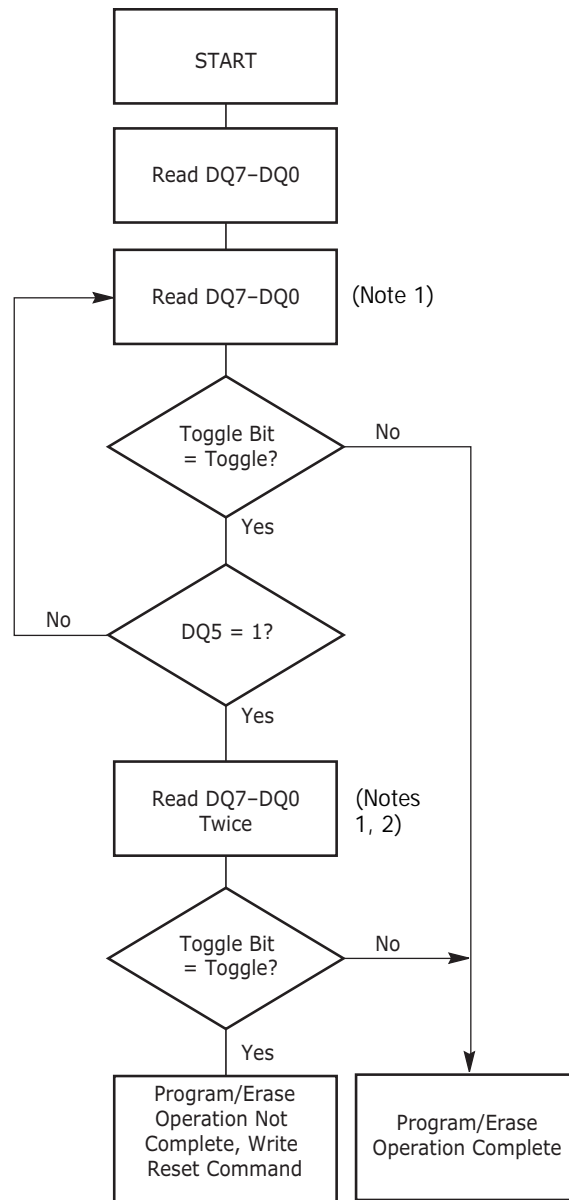 START
Read DQ7–DQ0
Read DQ7–DQ0
(Note 1)
Toggle Bit
= Toggle?
No
Yes
No
DQ5 = 1?
Yes
Read DQ7–DQ0
Twice
(Notes
1, 2)
Toggle Bit
= Toggle?
No
Yes
Program/Erase
Operation Not
Complete, Write
Reset Command
Program/Erase
Operation Complete